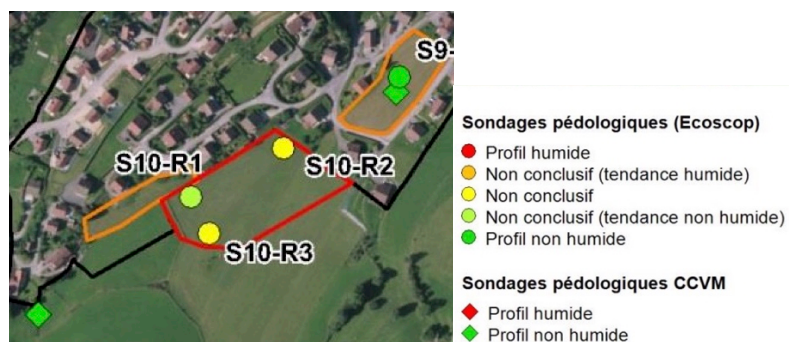 S9-
S10-R1
S10-R2
S10-R3
Sondages pédologiques (Ecoscop)
Profil humide
Non conclusif (tendance humide)
Non conclusif
Non conclusif (tendance non humide)
Profil non humide
Sondages pédologiques CCVM
Profil humide
Profil non humide